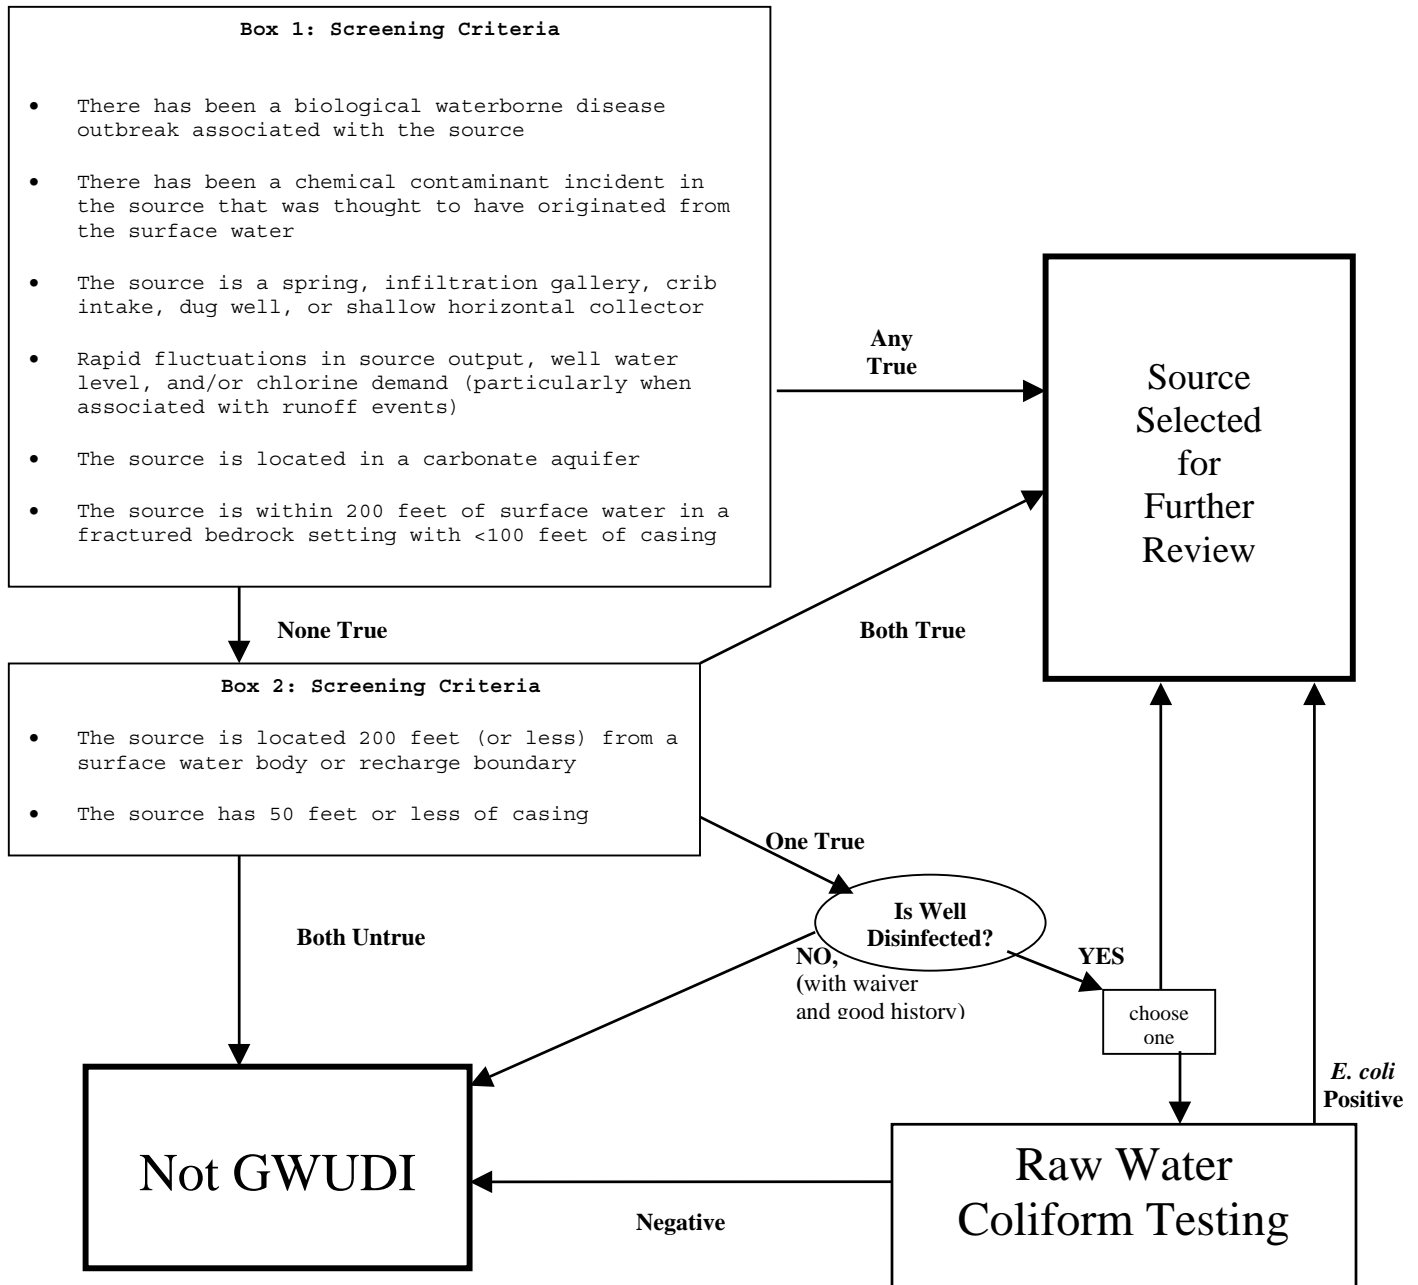 Box 1: Screening Criteria
• There has been a biological waterborne disease
outbreak associated with the source
• There has been a chemical contaminant incident in
the source that was thought to have originated from
the surface water
• The source is a spring, infiltration gallery, crib
intake, dug well, or shallow horizontal collector
• Rapid fluctuations in source output, well water
level, and/or chlorine demand (particularly when
associated with runoff events)
• The source is located in a carbonate aquifer
• The source is within 200 feet of surface water in a
fractured bedrock setting with <100 feet of casing
Any
True
Source
Selected
for
Further
Review
None True
Both True
Box 2: Screening Criteria
• The source is located 200 feet (or less) from a
surface water body or recharge boundary
• The source has 50 feet or less of casing
One True
Is Well
Disinfected?
Both Untrue
NO,
(with waiver
and good history)
YES
choose
one
E. coli
Positive
Not GWUDI
Negative
Raw Water
Coliform Testing